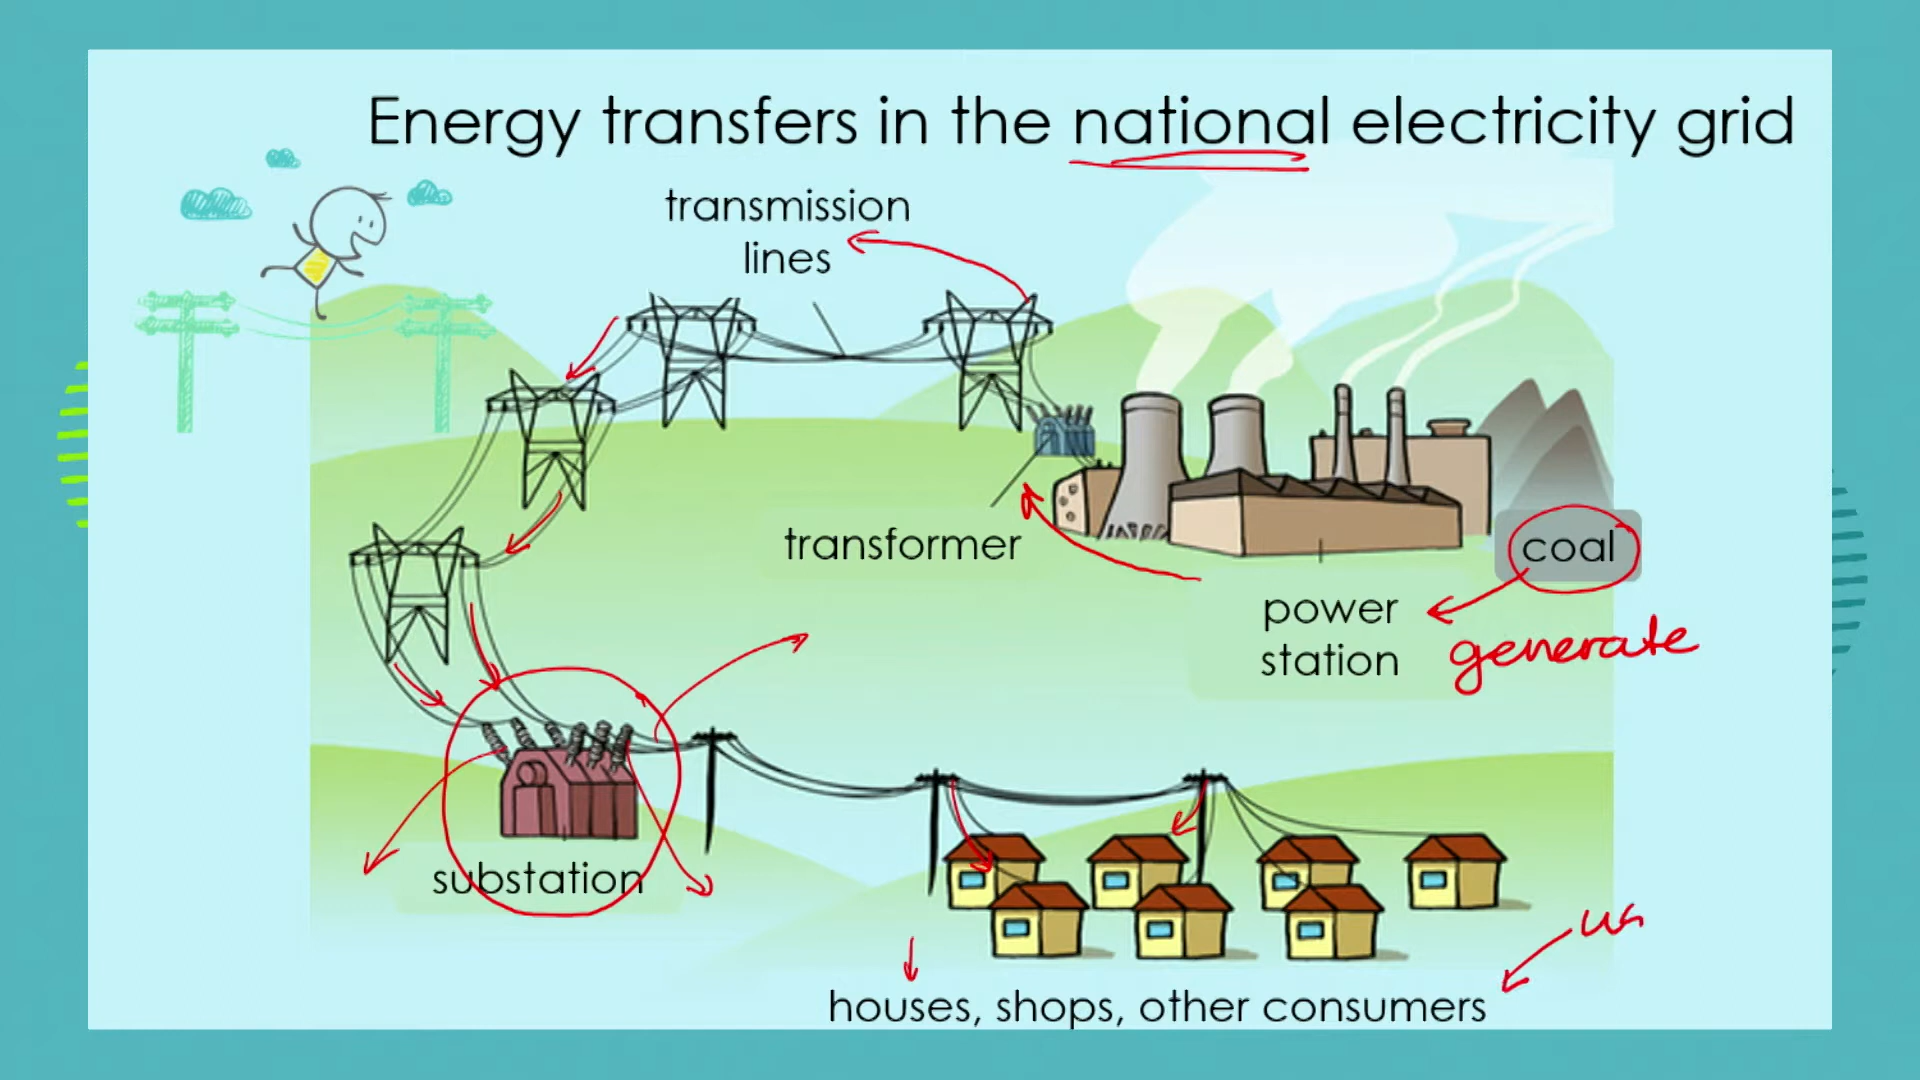 Energy transfers in the national electricity grid
transmission
lines
transformer
coal
power
station
generate
substation
us
houses, shops, other consumers